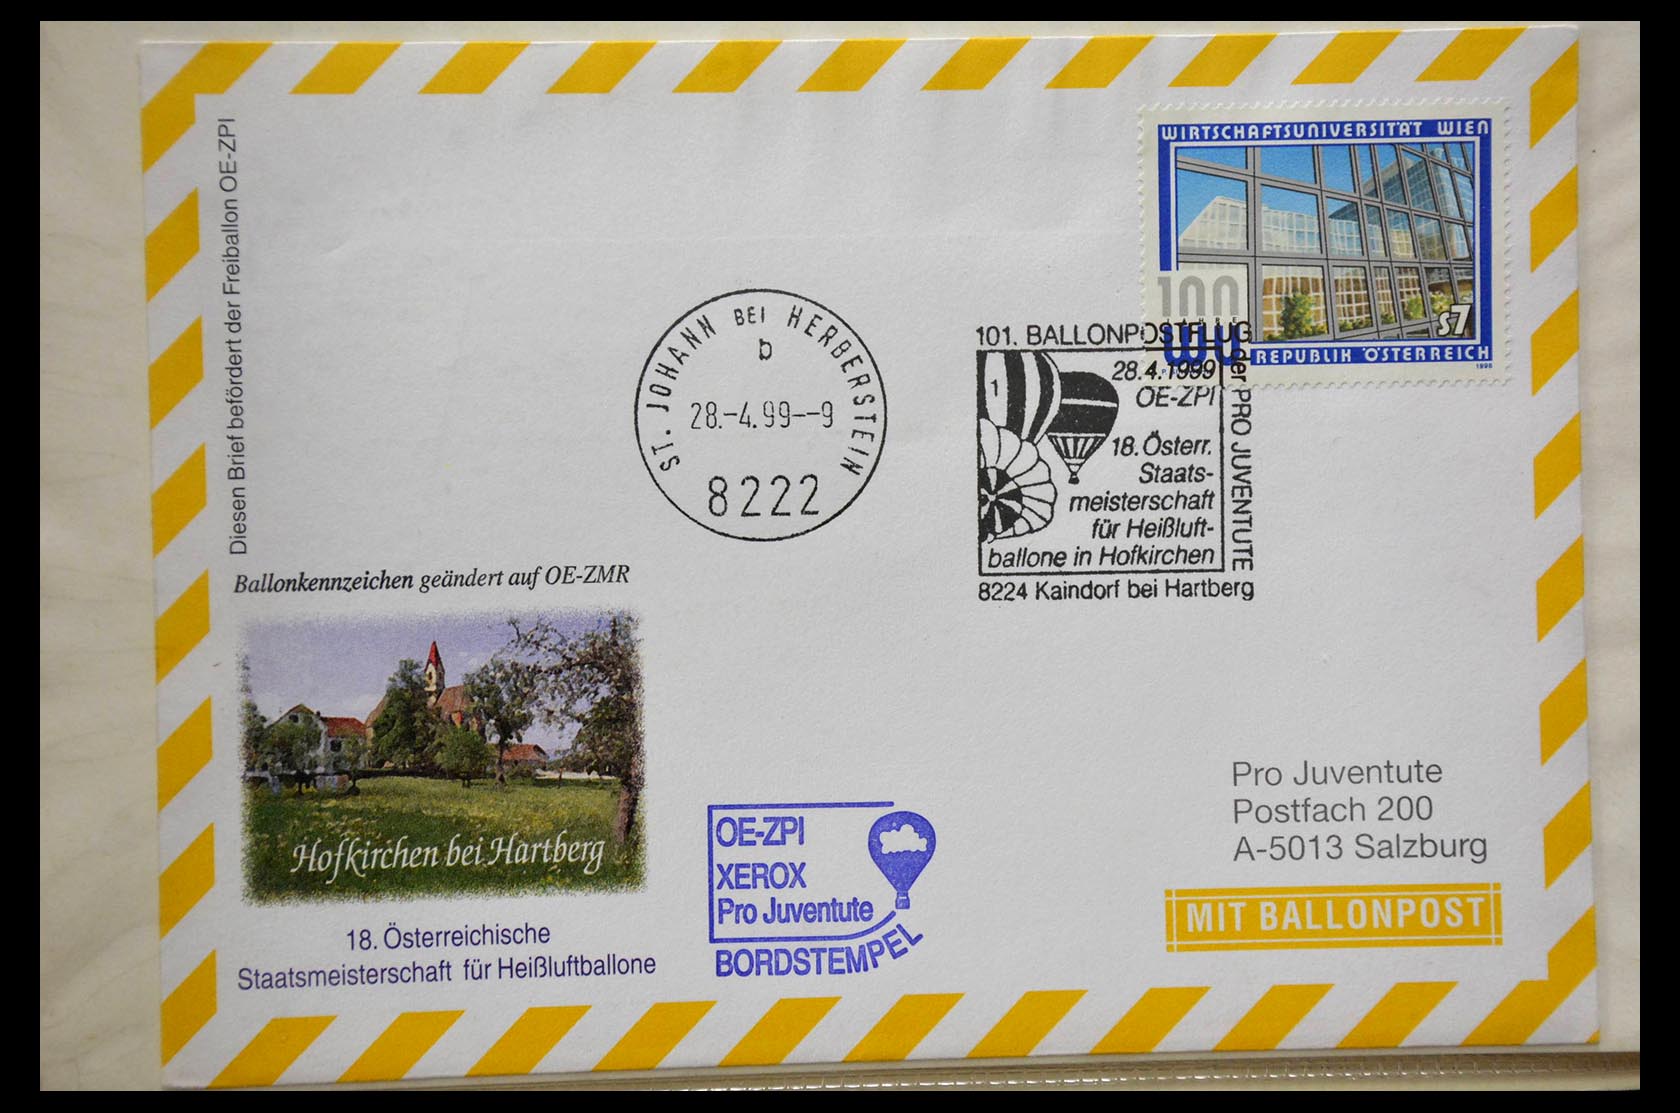 Diesen Brief befördert der Freiballon OE-ZPI
WIRTSCHAFTSUNIVERSITÄT WIEN
100
JAHRE
WU
S7
REPUBLIK ÖSTERREICH
1998
ST. JOHANN BEI HERBERSTEIN
b
28.-4.99--9
8222
101. BALLONPOSTFLUG der PRO JUVENTUTE
28.4.1999
OE-ZPI
1
18. Österr.
Staats-
meisterschaft
für Heißluft-
ballone in Hofkirchen
8224 Kaindorf bei Hartberg
Ballonkennzeichen geändert auf OE-ZMR
Hofkirchen bei Hartberg
18. Österreichische
Staatsmeisterschaft für Heißluftballone
OE-ZPI
XEROX
Pro Juventute
BORDSTEMPEL
Pro Juventute
Postfach 200
A-5013 Salzburg
MIT BALLONPOST